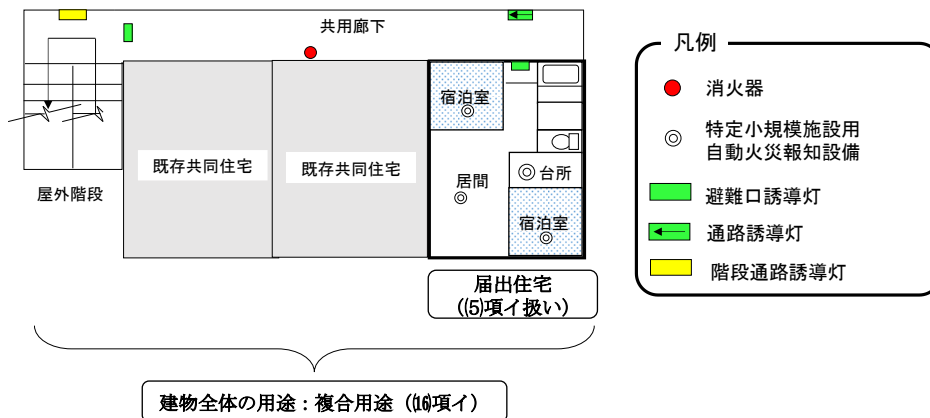 共用廊下
宿泊室
既存共同住宅
既存共同住宅
居間
台所
宿泊室
屋外階段
届出住宅
((5)項イ扱い)
建物全体の用途：複合用途（(16)項イ）
凡例
消火器
特定小規模施設用
自動火災報知設備
避難口誘導灯
通路誘導灯
階段通路誘導灯